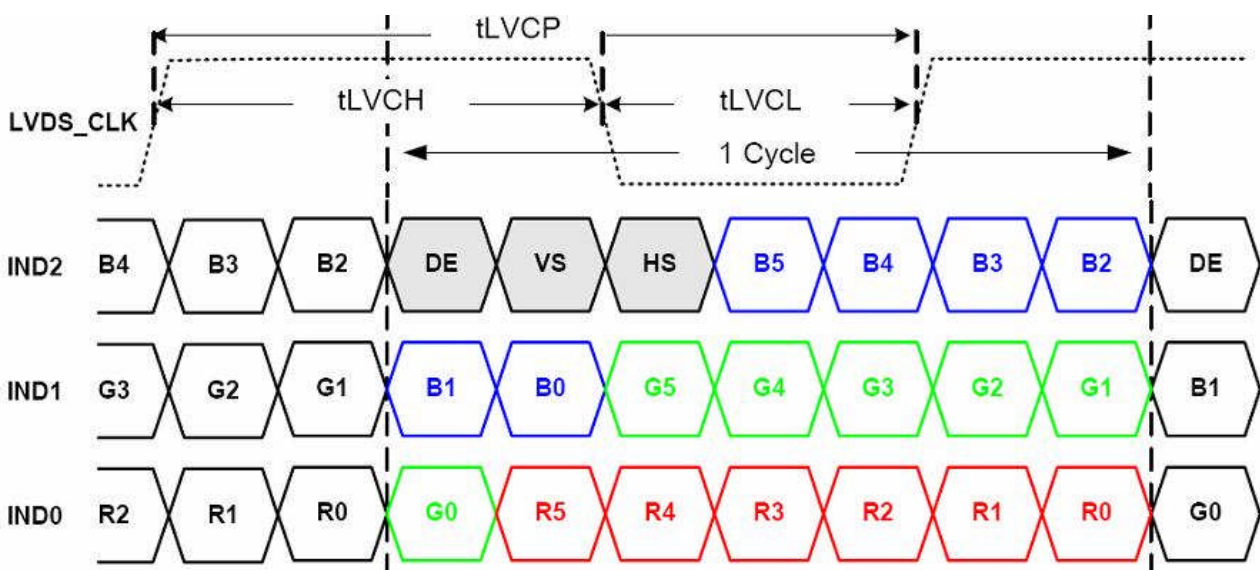 tLVCP
tLVCH tLVCL
LVDS_CLK
1 Cycle
IND2 B4 B3 B2 DE VS HS B5 B4 B3 B2 DE
IND1 G3 G2 G1 B1 B0 G5 G4 G3 G2 G1 B1
IND0 R2 R1 R0 G0 R5 R4 R3 R2 R1 R0 G0